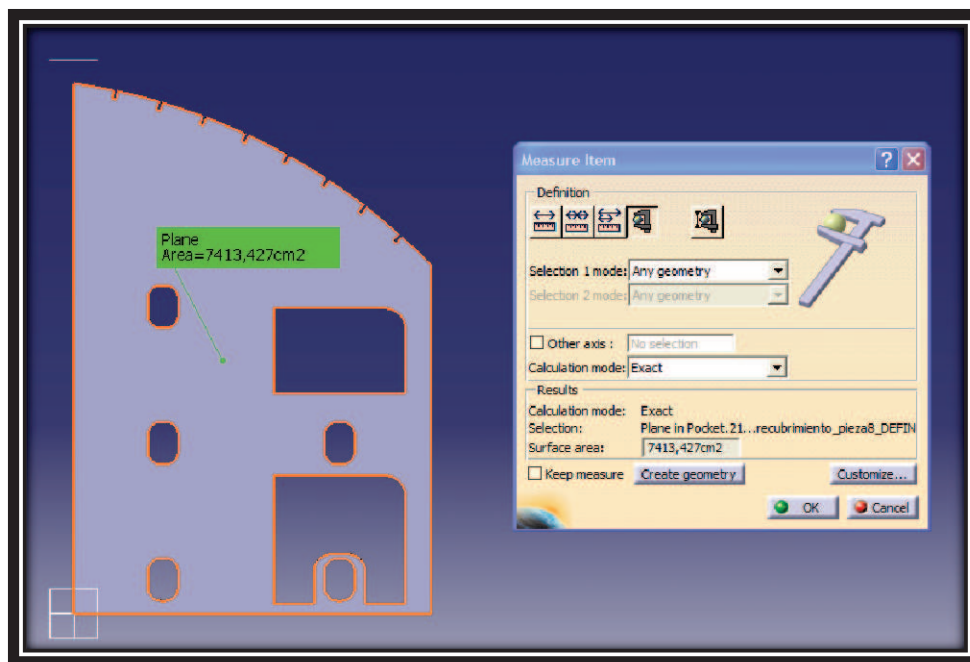 Plane
Area=7413,427cm2
Measure Item
Definition
Selection 1 mode: Any geometry
Selection 2 mode: Any geometry
Other axis : No selection
Calculation mode: Exact
Results
Calculation mode: Exact
Selection: Plane in Pocket.21...recubrimiento_pieza8_DEFIN
Surface area: 7413,427cm2
Keep measure Create geometry Customize...
OK Cancel